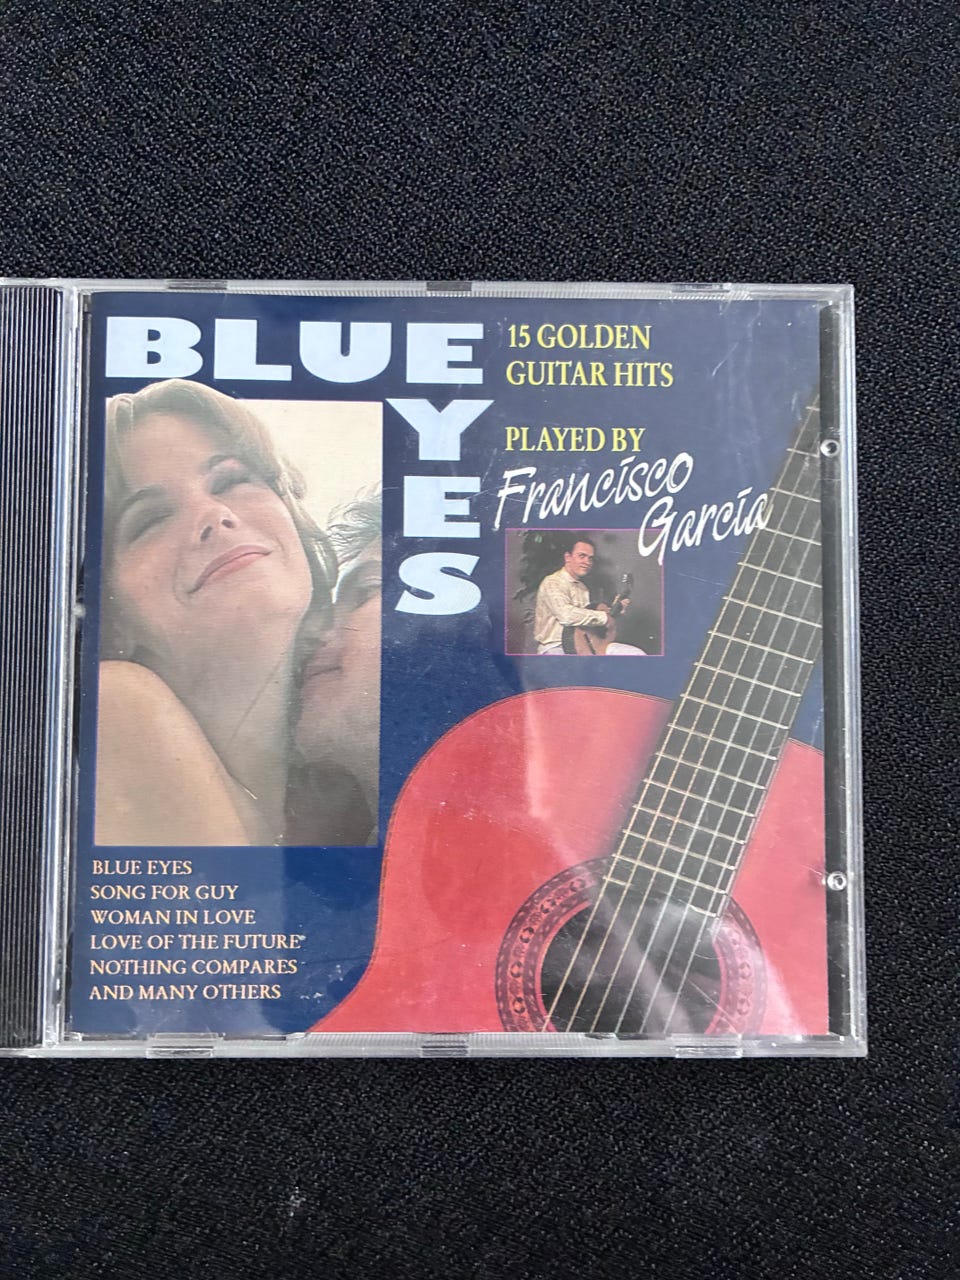 BLUE
EYES
15 GOLDEN
GUITAR HITS
PLAYED BY
Francísco
García
BLUE EYES
SONG FOR GUY
WOMAN IN LOVE
LOVE OF THE FUTURE
NOTHING COMPARES
AND MANY OTHERS